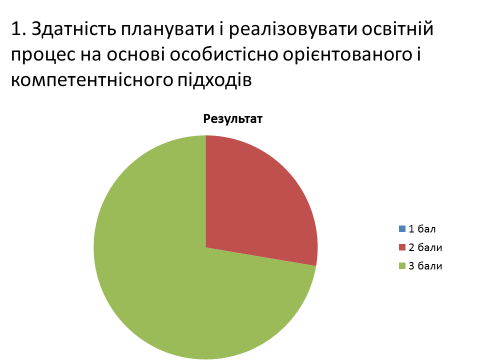 1. Здатність планувати і реалізовувати освітній
процес на основі особистісно орієнтованого і
компетентнісного підходів
Результат
1 бал
2 бали
3 бали